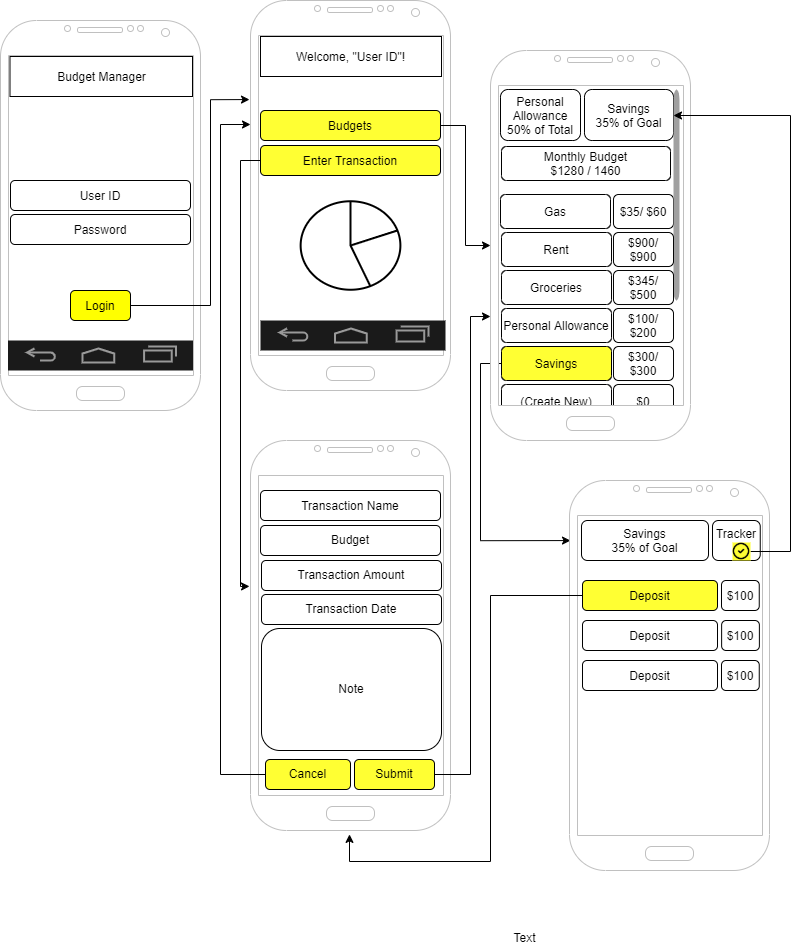 Budget Manager
User ID
Password
Login
Welcome, "User ID"!
Budgets
Enter Transaction
Personal
Allowance
50% of Total
Savings
35% of Goal
Monthly Budget
$1280 / 1460
Gas
$35/ $60
Rent
$900/
$900
Groceries
$345/
$500
Personal Allowance
$100/
$200
Savings
$300/
$300
(Create New)
$0
Transaction Name
Budget
Transaction Amount
Transaction Date
Note
Cancel
Submit
Savings
35% of Goal
Tracker
Deposit
$100
Deposit
$100
Deposit
$100
Text